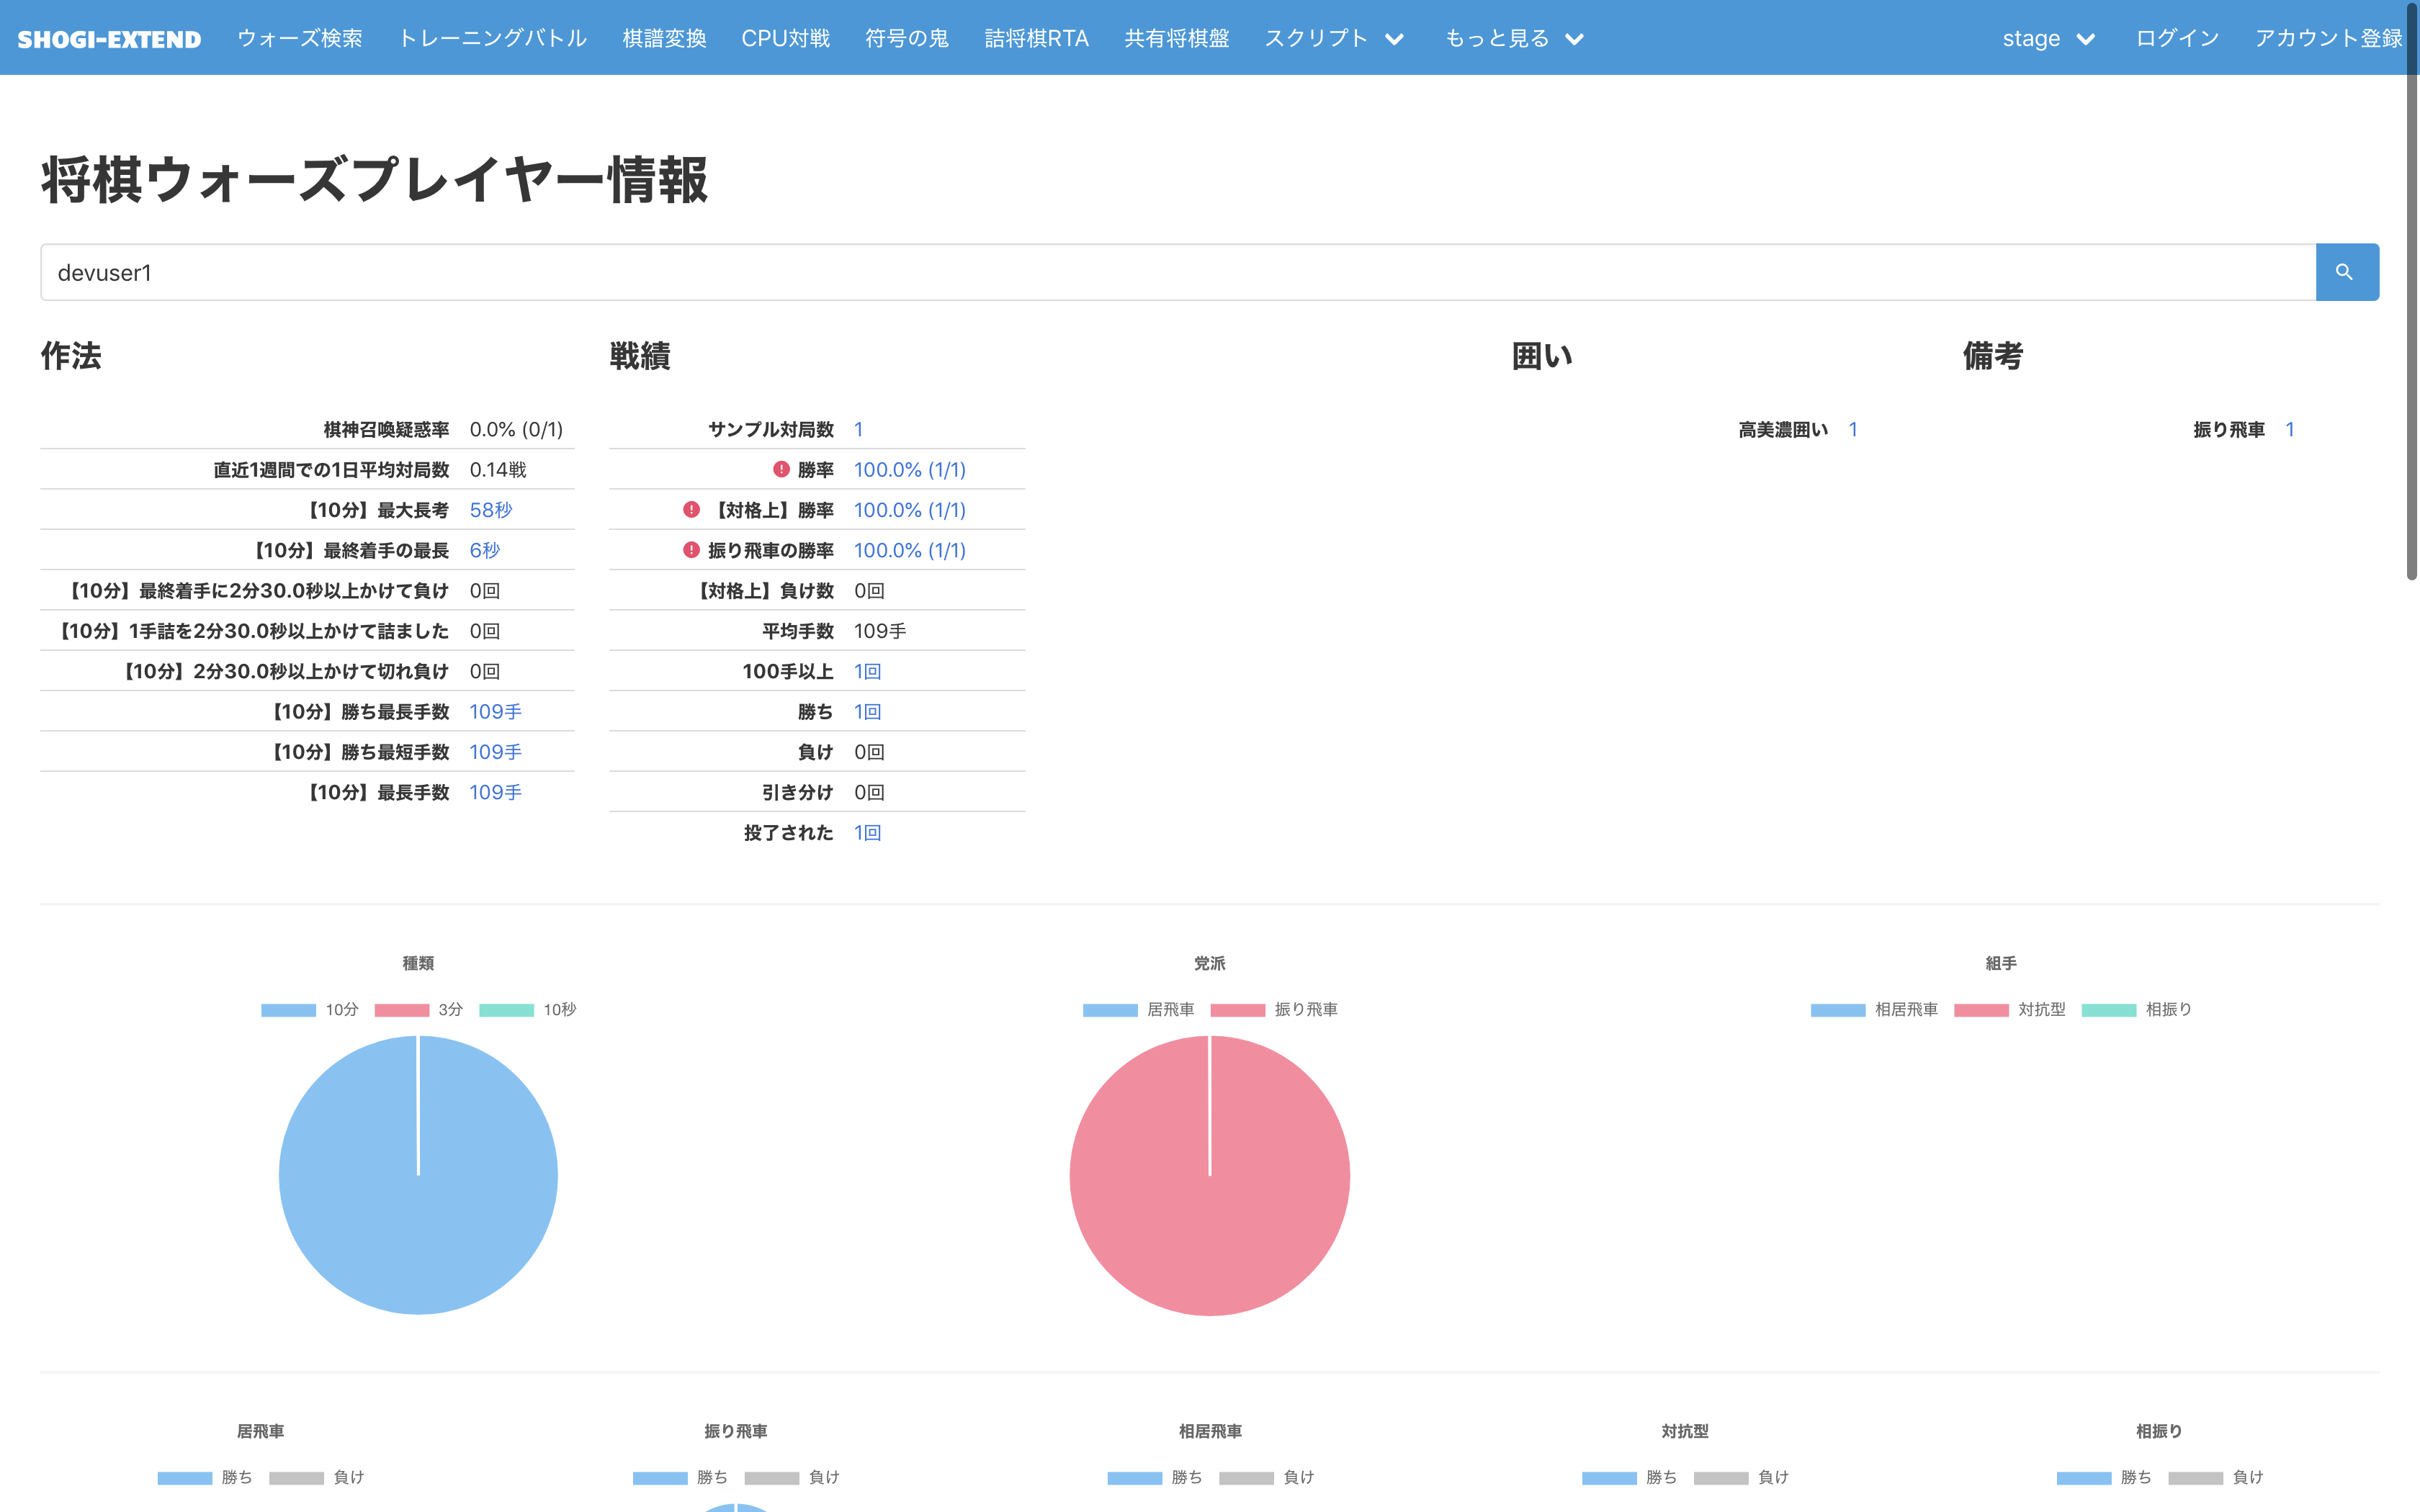 SHOGI-EXTEND ウォーズ検索 トレーニングバトル 棋譜変換 CPU対戦 符号の鬼 詰将棋RTA 共有将棋盤 スクリプト もっと見る stage ログイン アカウント登録
将棋ウォーズプレイヤー情報
devuser1
作法
棋神召喚疑惑率 0.0% (0/1)
直近1週間での1日平均対局数 0.14戦
【10分】最大長考 58秒
【10分】最終着手の最長 6秒
【10分】最終着手に2分30.0秒以上かけて負け 0回
【10分】1手詰を2分30.0秒以上かけて詰ました 0回
【10分】2分30.0秒以上かけて切れ負け 0回
【10分】勝ち最長手数 109手
【10分】勝ち最短手数 109手
【10分】最長手数 109手
戦績
サンプル対局数 1
勝率 100.0% (1/1)
【対格上】勝率 100.0% (1/1)
振り飛車の勝率 100.0% (1/1)
【対格上】負け数 0回
平均手数 109手
100手以上 1回
勝ち 1回
負け 0回
引き分け 0回
投了された 1回
囲い
高美濃囲い 1
備考
振り飛車 1
種類
10分 3分 10秒
党派
居飛車 振り飛車
組手
相居飛車 対抗型 相振り
居飛車
勝ち 負け
振り飛車
勝ち 負け
相居飛車
勝ち 負け
対抗型
勝ち 負け
相振り
勝ち 負け